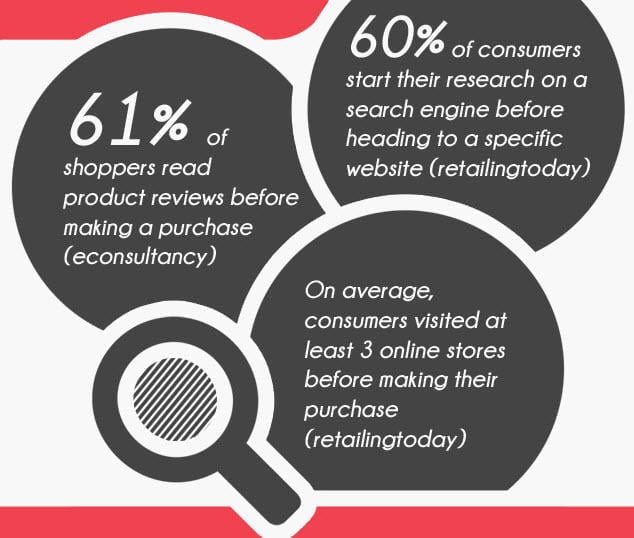 61% of
shoppers read
product reviews before
making a purchase
(econsultancy)
60% of consumers
start their research on a
search engine before
heading to a specific
website (retailingtoday)
On average,
consumers visited at
least 3 online stores
before making their
purchase
(retailingtoday)